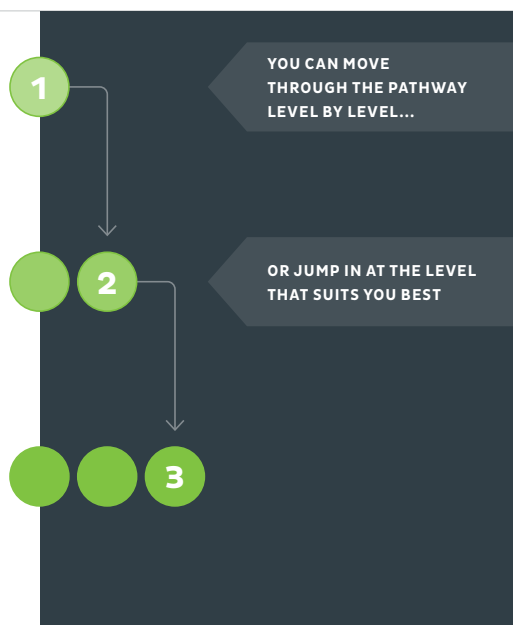 1
YOU CAN MOVE
THROUGH THE PATHWAY
LEVEL BY LEVEL...
2
OR JUMP IN AT THE LEVEL
THAT SUITS YOU BEST
3